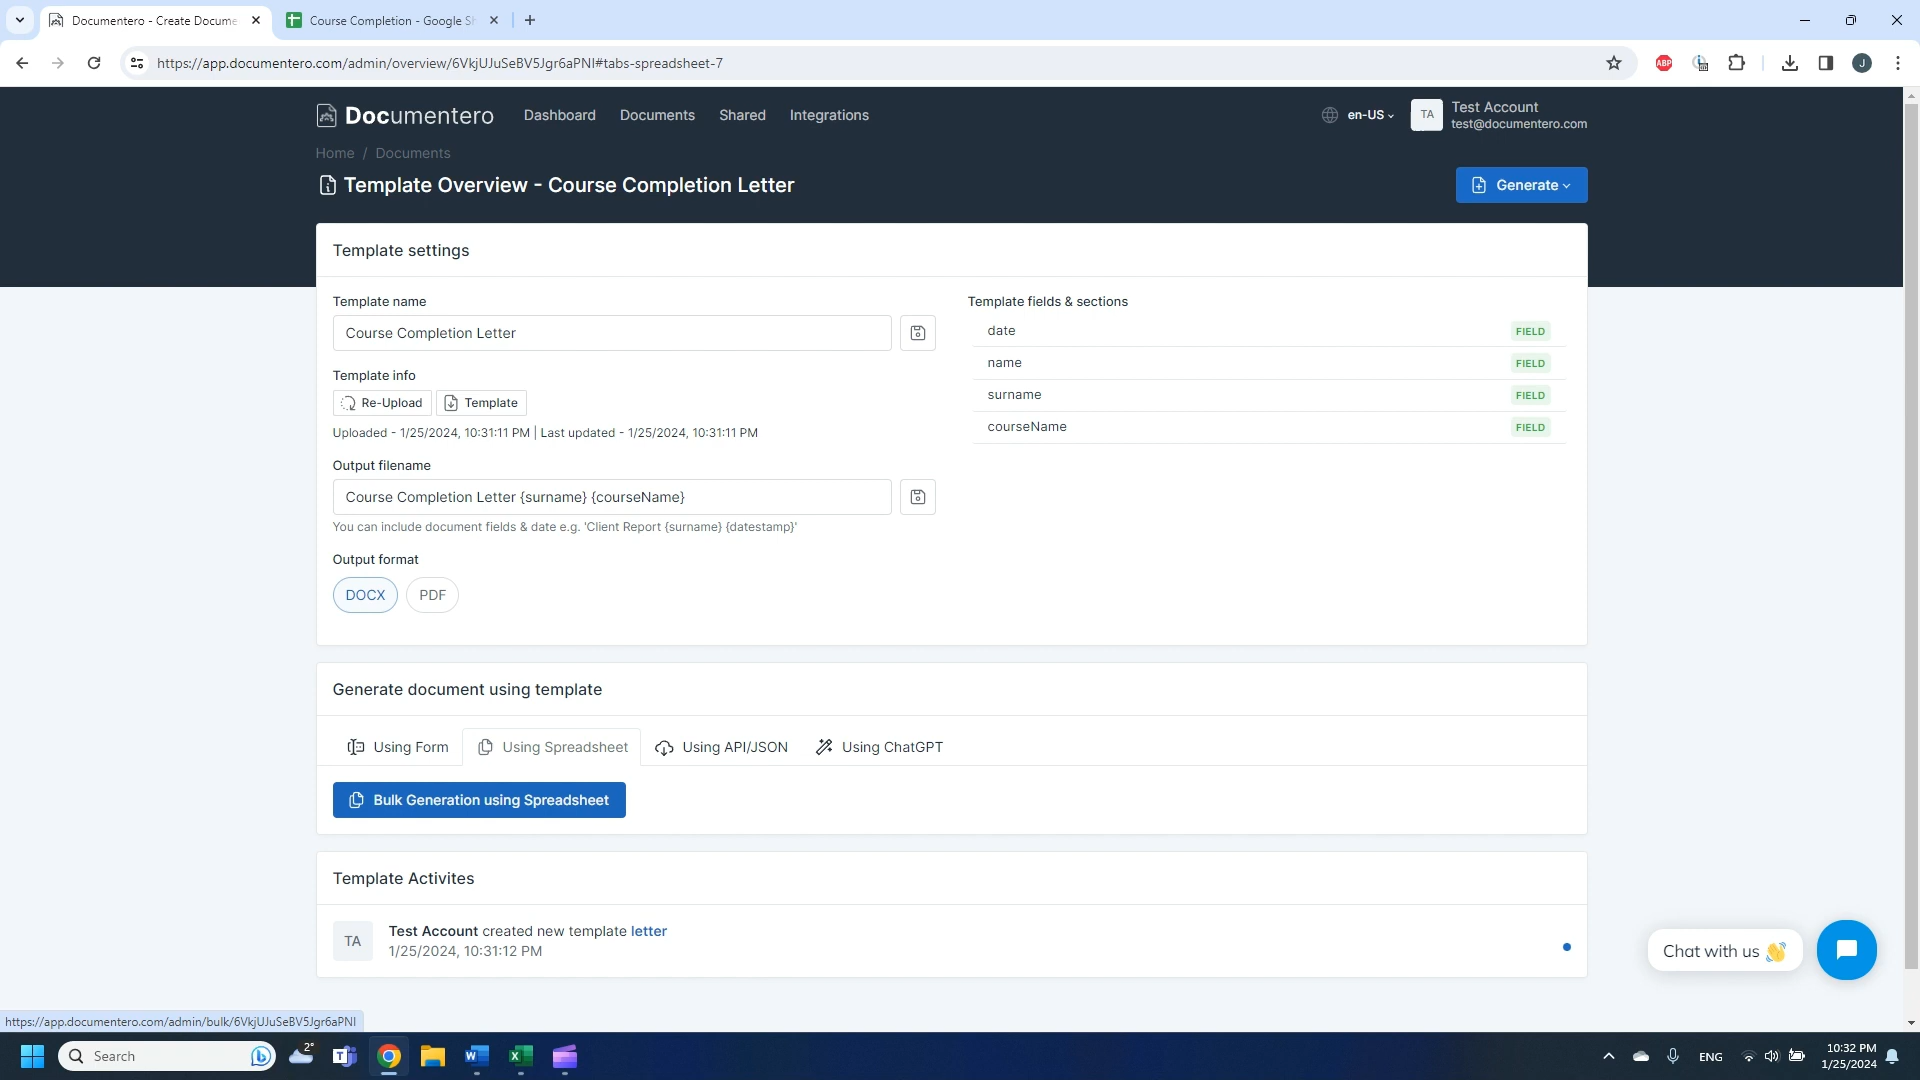 Documentero - Create Docume
Course Completion - Google Sh
https://app.documentero.com/admin/overview/6VkjUJuSeBV5Jgr6aPNI#tabs-spreadsheet-7
ABP
J
Documentero
Dashboard
Documents
Shared
Integrations
en-US
TA
Test Account
test@documentero.com
Home / Documents
Template Overview - Course Completion Letter
Generate
Template settings
Template name
Course Completion Letter
Template info
Re-Upload
Template
Uploaded - 1/25/2024, 10:31:11 PM | Last updated - 1/25/2024, 10:31:11 PM
Output filename
Course Completion Letter {surname} {courseName}
You can include document fields & date e.g. 'Client Report {surname} {datestamp}'
Output format
DOCX
PDF
Template fields & sections
date FIELD
name FIELD
surname FIELD
courseName FIELD
Generate document using template
Using Form
Using Spreadsheet
Using API/JSON
Using ChatGPT
Bulk Generation using Spreadsheet
Template Activites
TA
Test Account created new template letter
1/25/2024, 10:31:12 PM
Chat with us 👋
https://app.documentero.com/admin/bulk/6VkjUJuSeBV5Jgr6aPNI
Search
2°
ENG
10:32 PM
1/25/2024